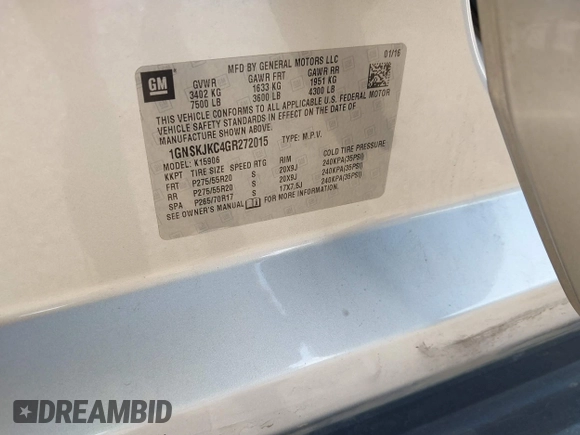 MFD BY GENERAL MOTORS LLC 01/16
GM
GVWR GAWR FRT GAWR RR
3402 KG 1633 KG 1951 KG
7500 LB 3600 LB 4300 LB
THIS VEHICLE CONFORMS TO ALL APPLICABLE U.S. FEDERAL MOTOR
VEHICLE SAFETY STANDARDS IN EFFECT ON THE DATE OF
MANUFACTURE SHOWN ABOVE.
1GNSKJKC4GR272015 TYPE: M.P.V.
MODEL: K15906
KKPT TIRE SIZE SPEED RTG RIM COLD TIRE PRESSURE
FRT P275/55R20 S 20X9J 240KPA(35PSI)
RR P275/55R20 S 20X9J 240KPA(35PSI)
SPA P265/70R17 S 17X7.5J 240KPA(35PSI)
SEE OWNER'S MANUAL FOR MORE INFORMATION.
DREAMBID